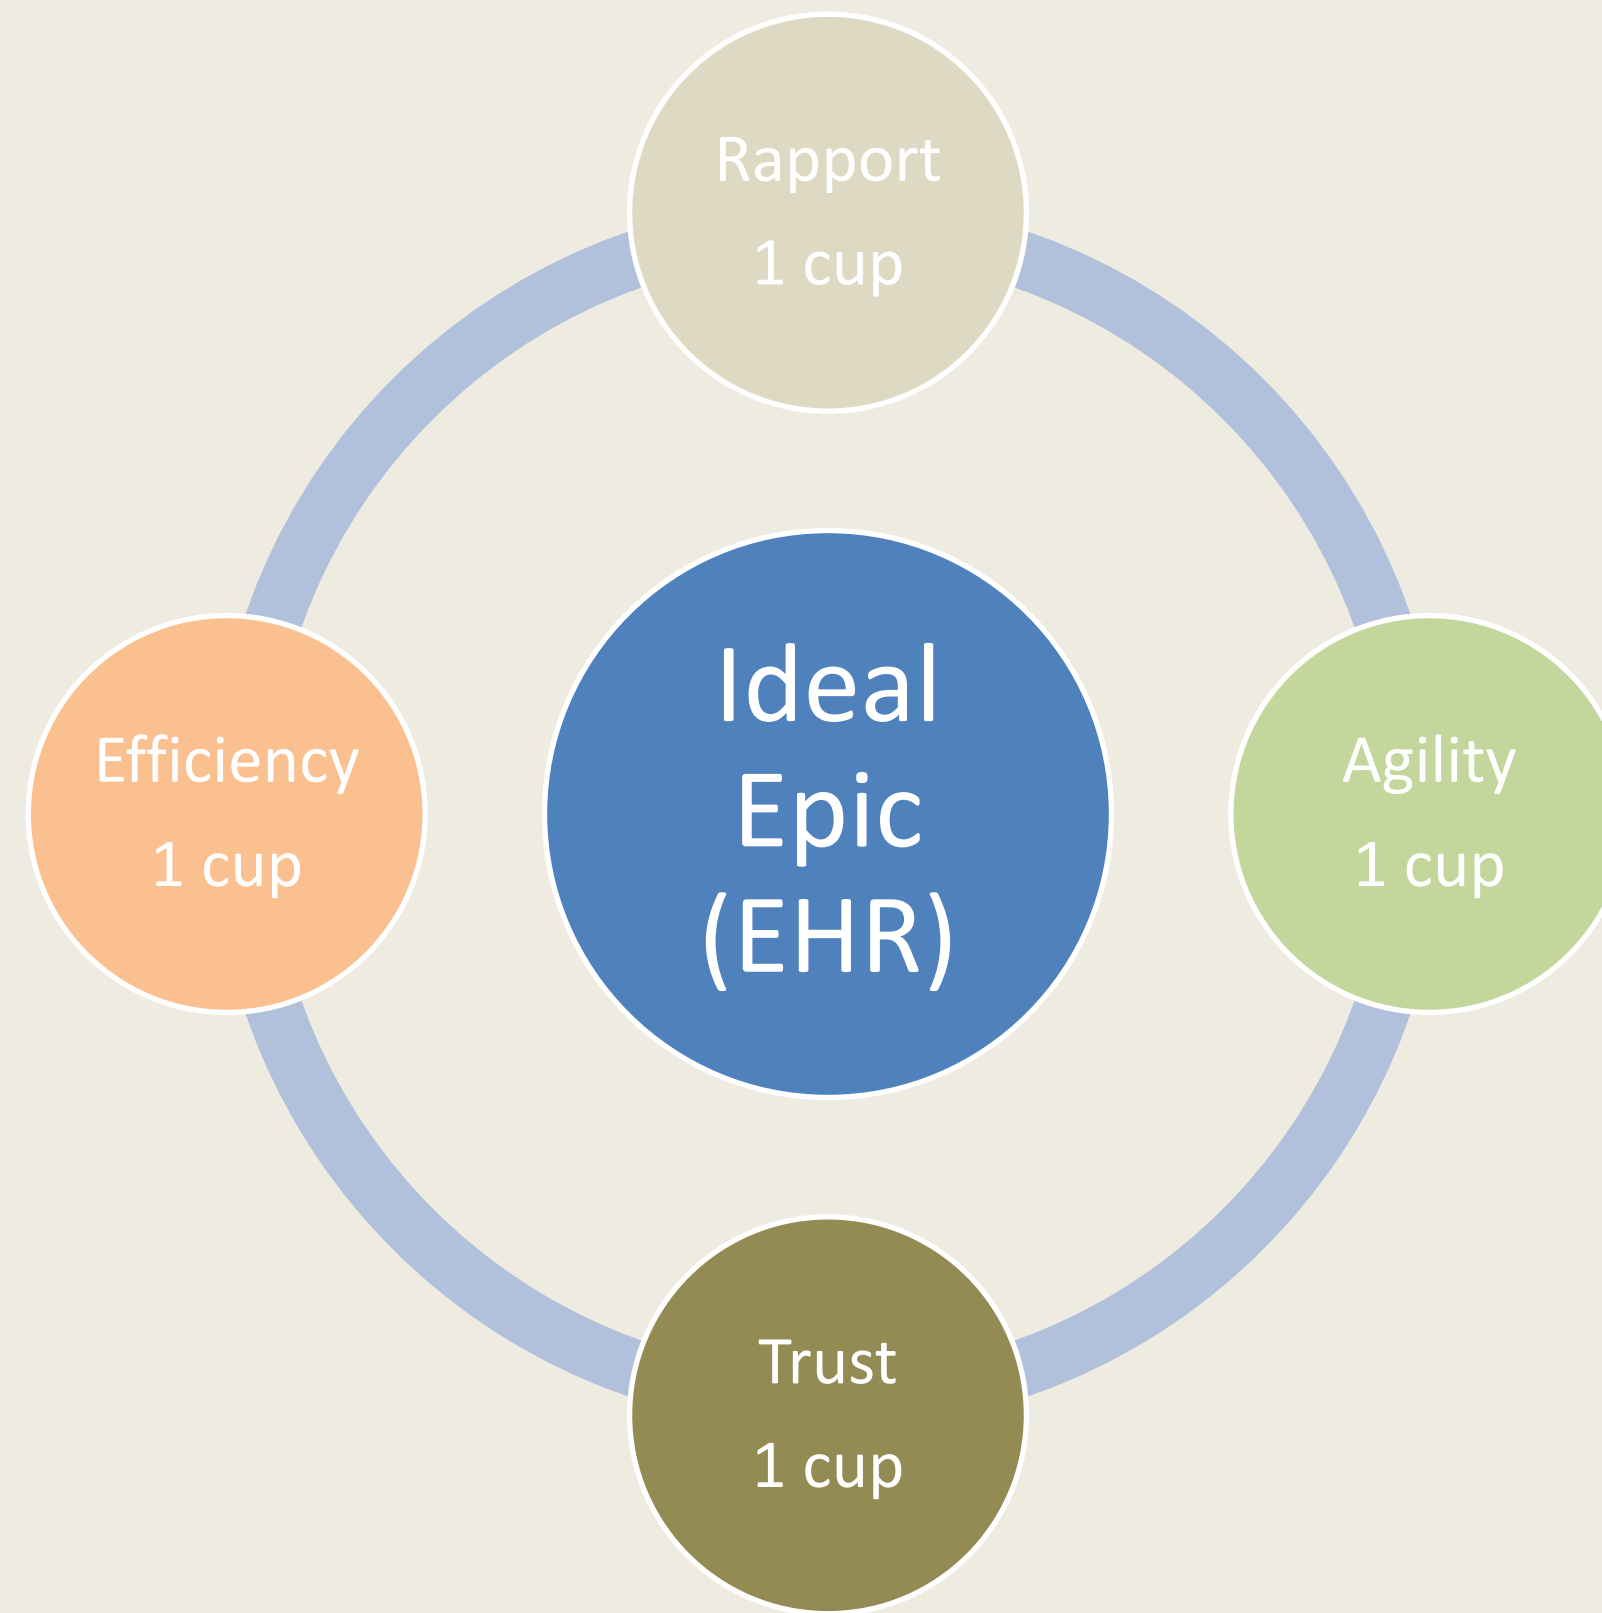 Rapport
1 cup
Efficiency
1 cup
Ideal
Epic
(EHR)
Agility
1 cup
Trust
1 cup